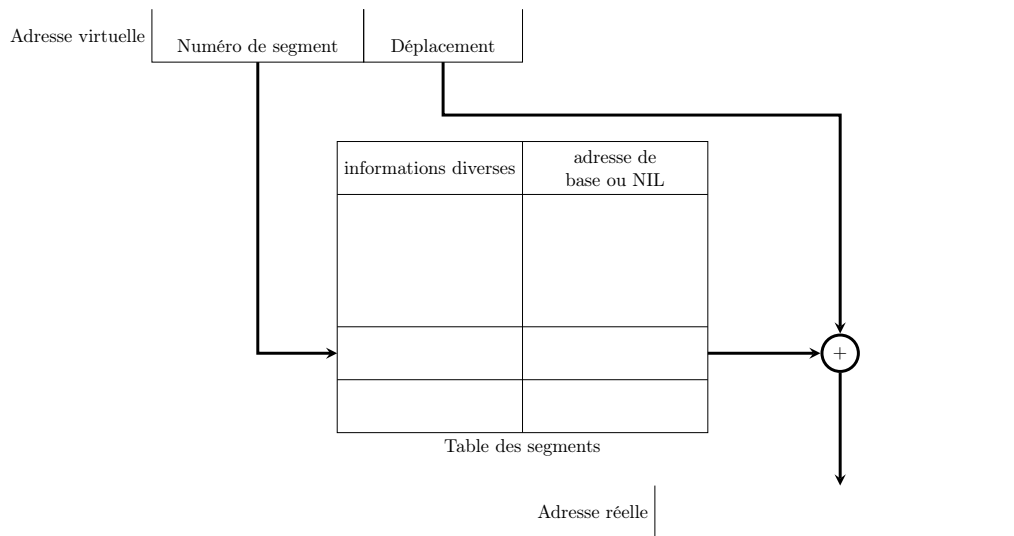 Adresse virtuelle
Numéro de segment
Déplacement
informations diverses
adresse de
base ou NIL
+
Table des segments
Adresse réelle